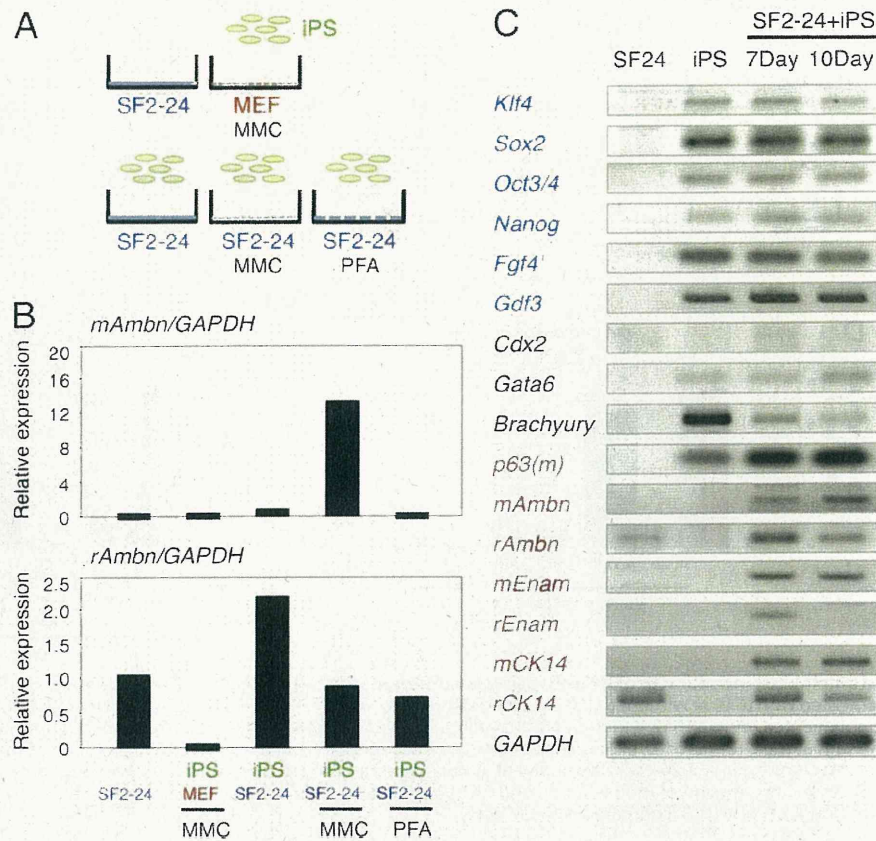 A
iPS
SF2-24
MEF
MMC
SF2-24
SF2-24
MMC
SF2-24
PFA
B
mAmbn/GAPDH
Relative expression
20
16
12
8
4
0
rAmbn/GAPDH
Relative expression
2.5
2.0
1.5
1.0
0.5
0
SF2-24
iPS
MEF
MMC
iPS
SF2-24
iPS
SF2-24
MMC
iPS
SF2-24
PFA
C
SF2-24+iPS
SF24 iPS 7Day 10Day
Klf4
Sox2
Oct3/4
Nanog
Fgf4
Gdf3
Cdx2
Gata6
Brachyury
p63(m)
mAmbn
rAmbn
mEnam
rEnam
mCK14
rCK14
GAPDH